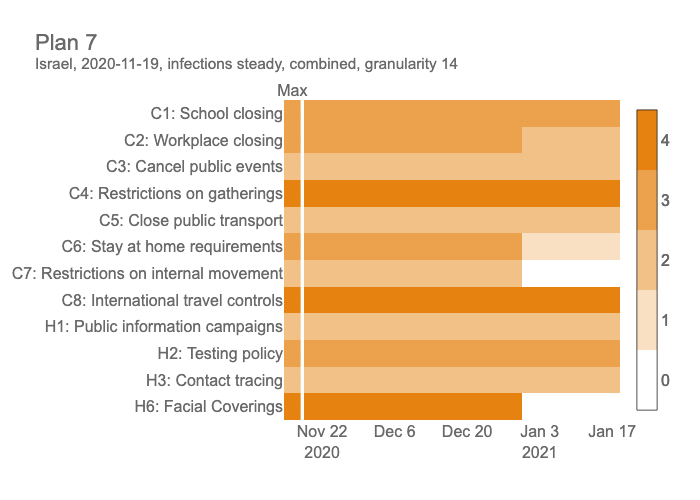 Plan 7
Israel, 2020-11-19, infections steady, combined, granularity 14
Max
C1: School closing
C2: Workplace closing
C3: Cancel public events
C4: Restrictions on gatherings
C5: Close public transport
C6: Stay at home requirements
C7: Restrictions on internal movement
C8: International travel controls
H1: Public information campaigns
H2: Testing policy
H3: Contact tracing
H6: Facial Coverings
Nov 22 Dec 6 Dec 20 Jan 3 Jan 17
2020 2021
4
3
2
1
0